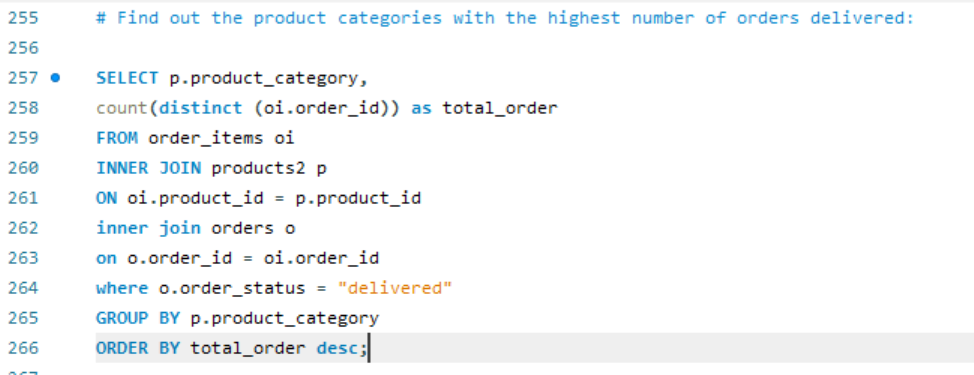 255 # Find out the product categories with the highest number of orders delivered:
256
257 SELECT p.product_category,
258 count(distinct (oi.order_id)) as total_order
259 FROM order_items oi
260 INNER JOIN products2 p
261 ON oi.product_id = p.product_id
262 inner join orders o
263 on o.order_id = oi.order_id
264 where o.order_status = "delivered"
265 GROUP BY p.product_category
266 ORDER BY total_order desc;